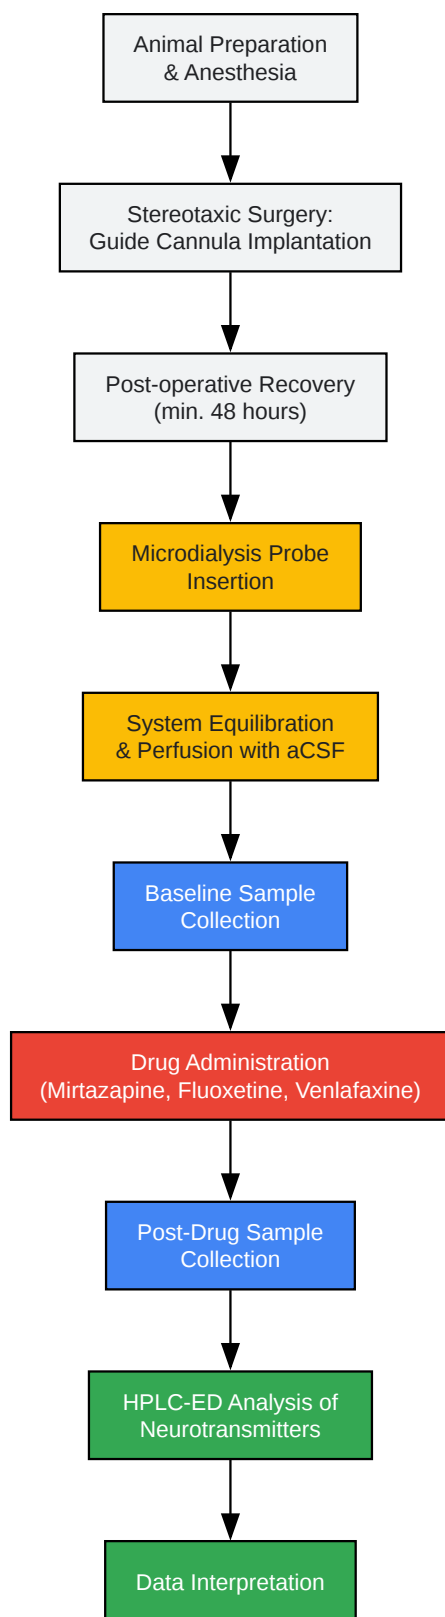 Animal Preparation
& Anesthesia
Stereotaxic Surgery:
Guide Cannula Implantation
Post-operative Recovery
(min. 48 hours)
Microdialysis Probe
Insertion
System Equilibration
& Perfusion with aCSF
Baseline Sample
Collection
Drug Administration
(Mirtazapine, Fluoxetine, Venlafaxine)
Post-Drug Sample
Collection
HPLC-ED Analysis of
Neurotransmitters
Data Interpretation